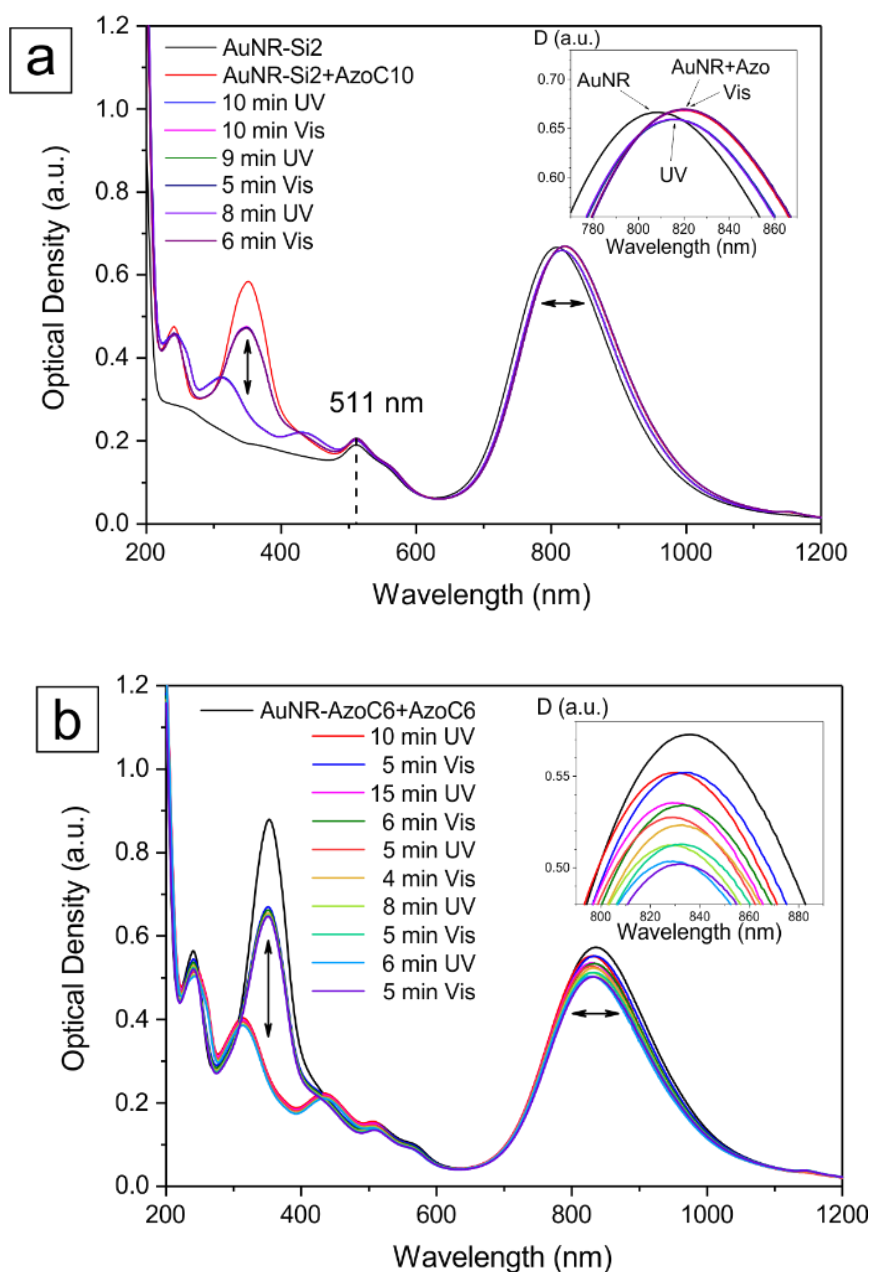 a
AuNR-Si2
AuNR-Si2+AzoC10
10 min UV
10 min Vis
9 min UV
5 min Vis
8 min UV
6 min Vis
D (a.u.)
AuNR
AuNR+Azo
Vis
UV
0.70
0.65
0.60
780 800 820 840 860
Wavelength (nm)
511 nm
Optical Density (a.u.)
1.2
1.0
0.8
0.6
0.4
0.2
0.0
200 400 600 800 1000 1200
Wavelength (nm)
b
AuNR-AzoC6+AzoC6
10 min UV
5 min Vis
15 min UV
6 min Vis
5 min UV
4 min Vis
8 min UV
5 min Vis
6 min UV
5 min Vis
D (a.u.)
0.55
0.50
800 820 840 860 880
Wavelength (nm)
Optical Density (a.u.)
1.2
1.0
0.8
0.6
0.4
0.2
0.0
200 400 600 800 1000 1200
Wavelength (nm)